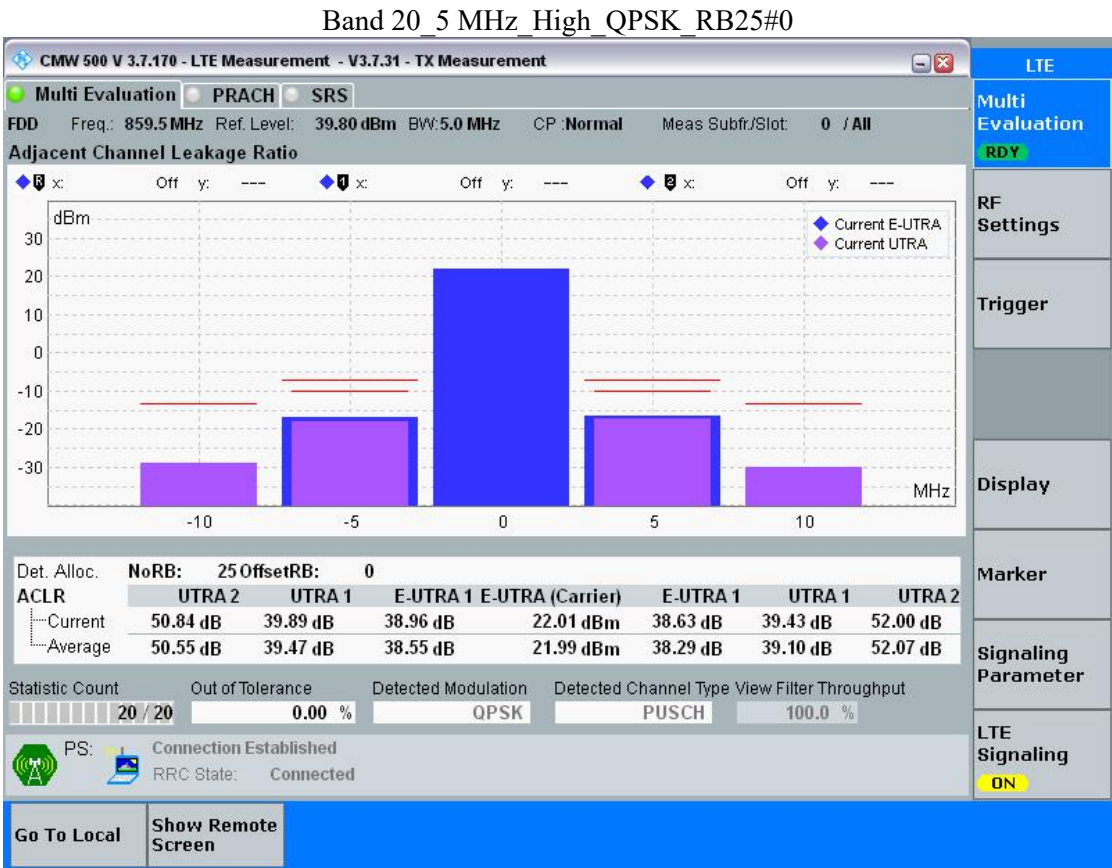 Band 20_5 MHz_High_QPSK_RB25#0
CMW 500 V 3.7.170 - LTE Measurement - V3.7.31 - TX Measurement
LTE
Multi Evaluation PRACH SRS
FDD Freq.: 859.5 MHz Ref. Level: 39.80 dBm BW: 5.0 MHz CP : Normal Meas Subfr./Slot: 0 / All
Adjacent Channel Leakage Ratio
R x: Off y: --- 1 x: Off y: --- 2 x: Off y: ---
dBm
Current E-UTRA
Current UTRA
30
20
10
0
-10
-20
-30
MHz
-10 -5 0 5 10
Det. Alloc. NoRB: 25 OffsetRB: 0
ACLR UTRA 2 UTRA 1 E-UTRA 1 E-UTRA (Carrier) E-UTRA 1 UTRA 1 UTRA 2
Current 50.84 dB 39.89 dB 38.96 dB 22.01 dBm 38.63 dB 39.43 dB 52.00 dB
Average 50.55 dB 39.47 dB 38.55 dB 21.99 dBm 38.29 dB 39.10 dB 52.07 dB
Statistic Count Out of Tolerance Detected Modulation Detected Channel Type View Filter Throughput
20 / 20 0.00 % QPSK PUSCH 100.0 %
PS: Connection Established
RRC State: Connected
Multi
Evaluation
RDY
RF
Settings
Trigger
Display
Marker
Signaling
Parameter
LTE
Signaling
ON
Go To Local
Show Remote
Screen